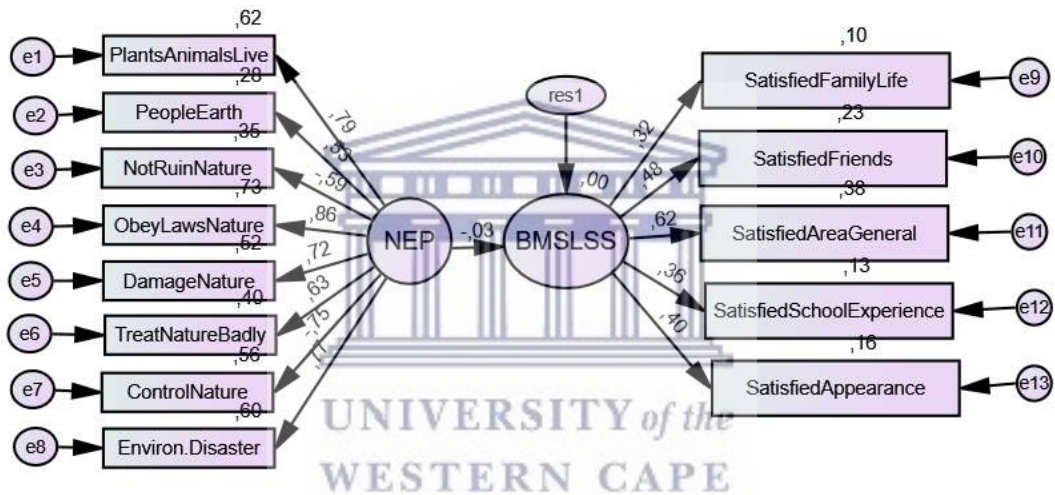 ,62
e1
PlantsAnimalsLive
,28
e2
PeopleEarth
,35
e3
NotRuinNature
,73
e4
ObeyLawsNature
,52
e5
DamageNature
,40
e6
TreatNatureBadly
,56
e7
ControlNature
,60
e8
Environ.Disaster
,79
,53
-,59
,86
,72
,63
-,75
,77
NEP
-,03
res1
,00
BMSLSS
,32
,48
,62
,36
,40
,10
SatisfiedFamilyLife
e9
,23
SatisfiedFriends
e10
,38
SatisfiedAreaGeneral
e11
,13
SatisfiedSchoolExperience
e12
,16
SatisfiedAppearance
e13
UNIVERSITY of the
WESTERN CAPE